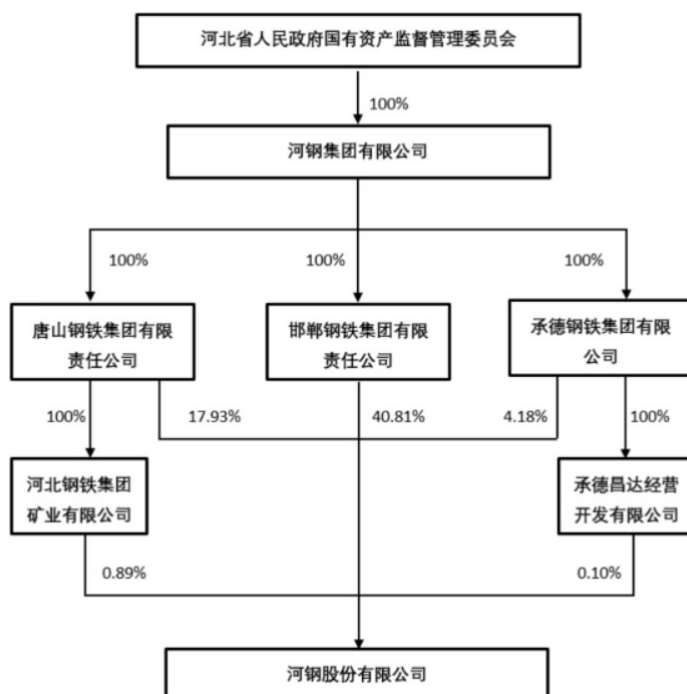 河北省人民政府国有资产监督管理委员会
100%
河钢集团有限公司
100%
100%
100%
唐山钢铁集团有限
责任公司
邯郸钢铁集团有限
责任公司
承德钢铁集团有限
公司
100%
17.93%
40.81%
4.18%
100%
河北钢铁集团
矿业有限公司
承德昌达经营
开发有限公司
0.89%
0.10%
河钢股份有限公司